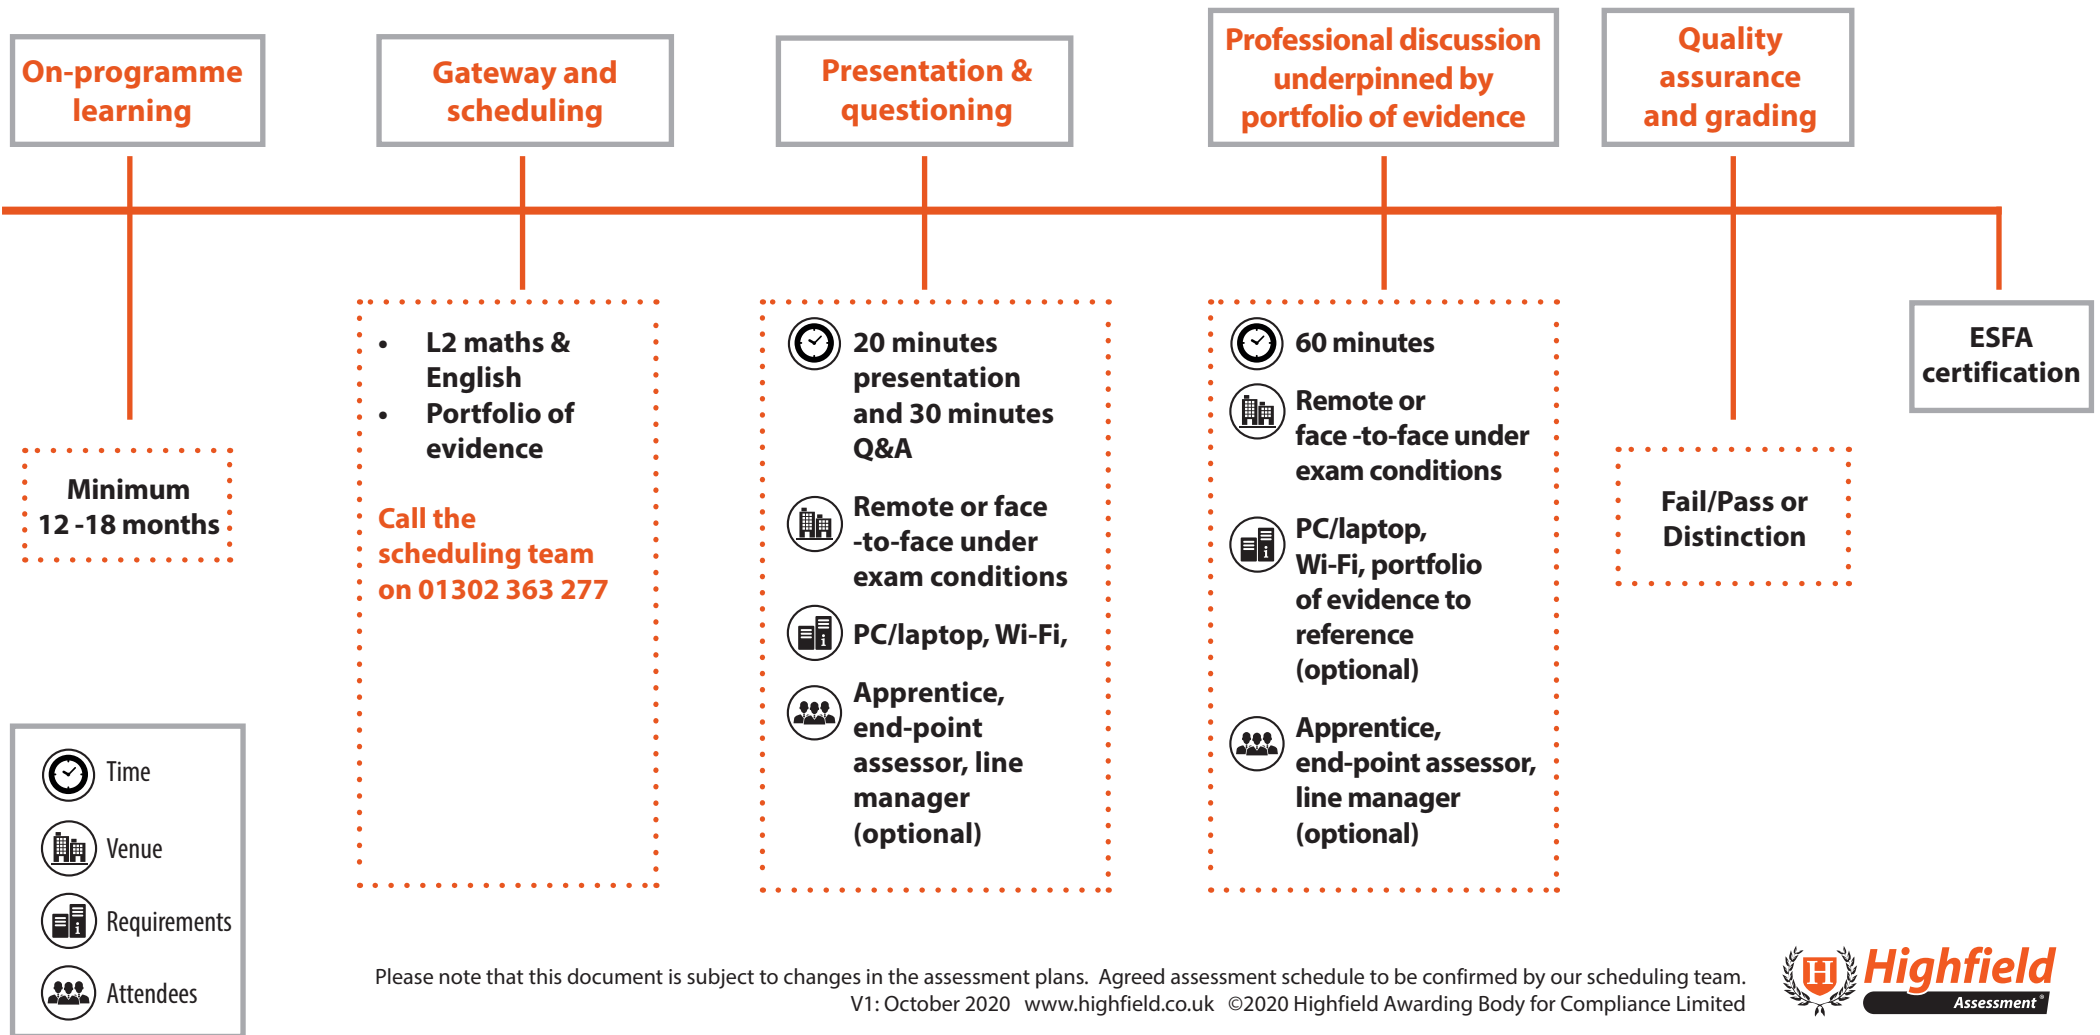 On-programme
learning
Gateway and
scheduling
Presentation &
questioning
Professional discussion
underpinned by
portfolio of evidence
Quality
assurance
and grading
Minimum
12 -18 months
• L2 maths &
English
• Portfolio of
evidence
Call the
scheduling team
on 01302 363 277
20 minutes
presentation
and 30 minutes
Q&A
Remote or face
-to-face under
exam conditions
PC/laptop, Wi-Fi,
Apprentice,
end-point
assessor, line
manager
(optional)
60 minutes
Remote or
face -to-face under
exam conditions
PC/laptop,
Wi-Fi, portfolio
of evidence to
reference
(optional)
Apprentice,
end-point assessor,
line manager
(optional)
Fail/Pass or
Distinction
ESFA
certification
Time
Venue
Requirements
Attendees
Please note that this document is subject to changes in the assessment plans. Agreed assessment schedule to be confirmed by our scheduling team.
V1: October 2020 www.highfield.co.uk ©2020 Highfield Awarding Body for Compliance Limited
H
Highfield
Assessment®